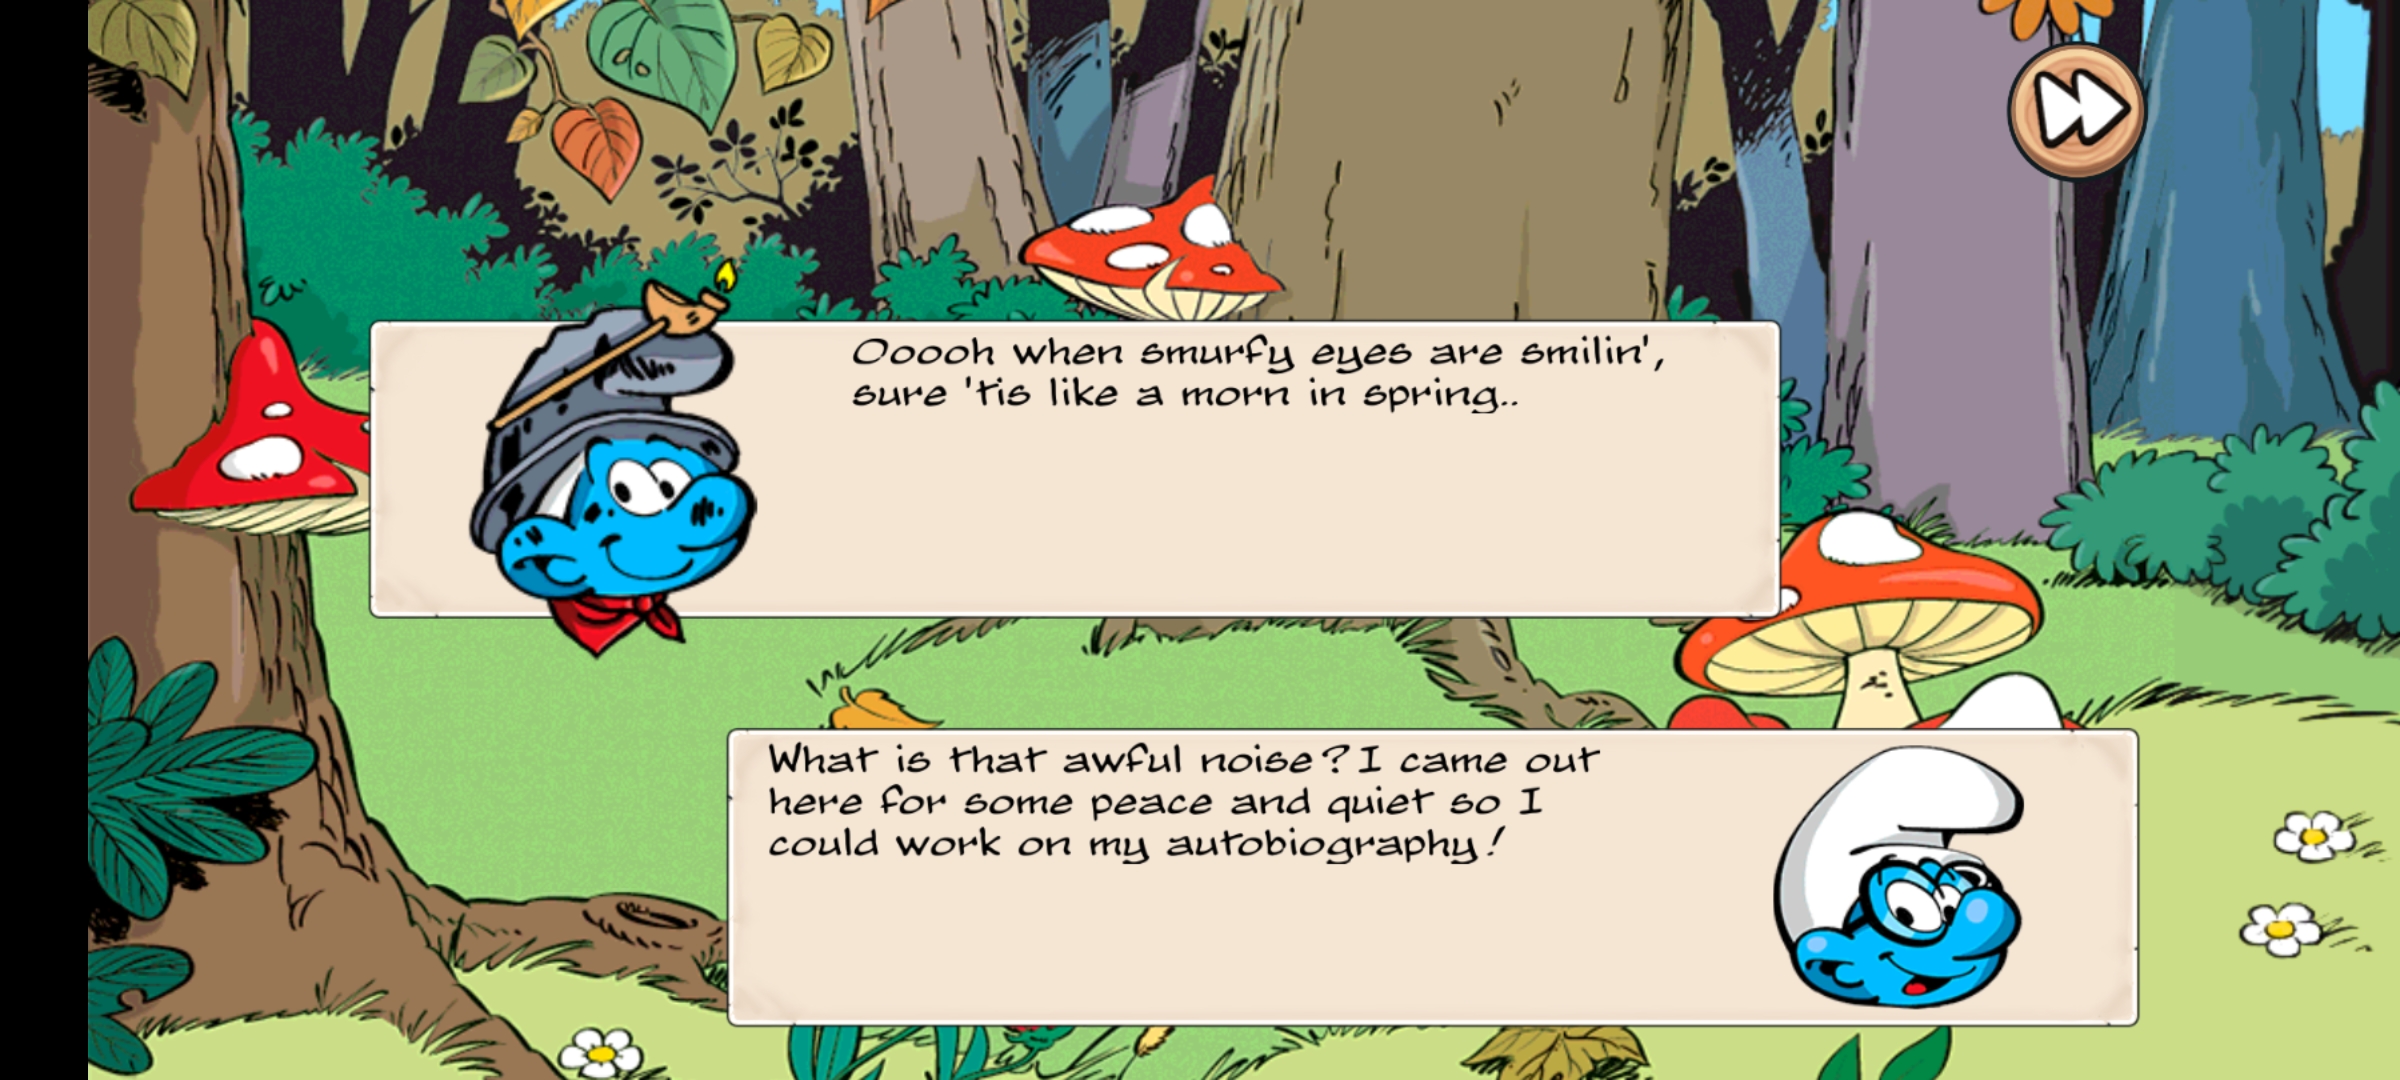 Ooooh when smurfy eyes are smilin',
sure 'tis like a morn in spring..
What is that awful noise? I came out
here for some peace and quiet so I
could work on my autobiography!